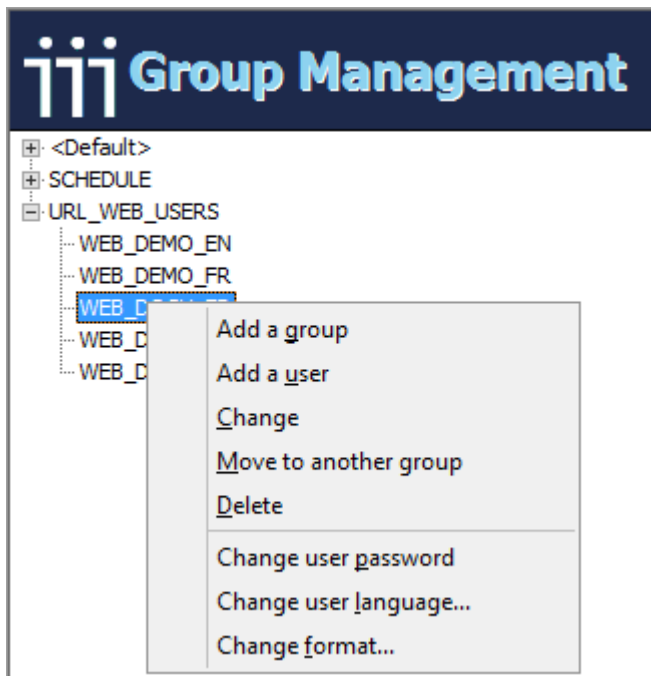 Group Management
<Default>
SCHEDULE
URL_WEB_USERS
WEB_DEMO_EN
WEB_DEMO_FR
Add a group
Add a user
Change
Move to another group
Delete
Change user password
Change user language...
Change format...